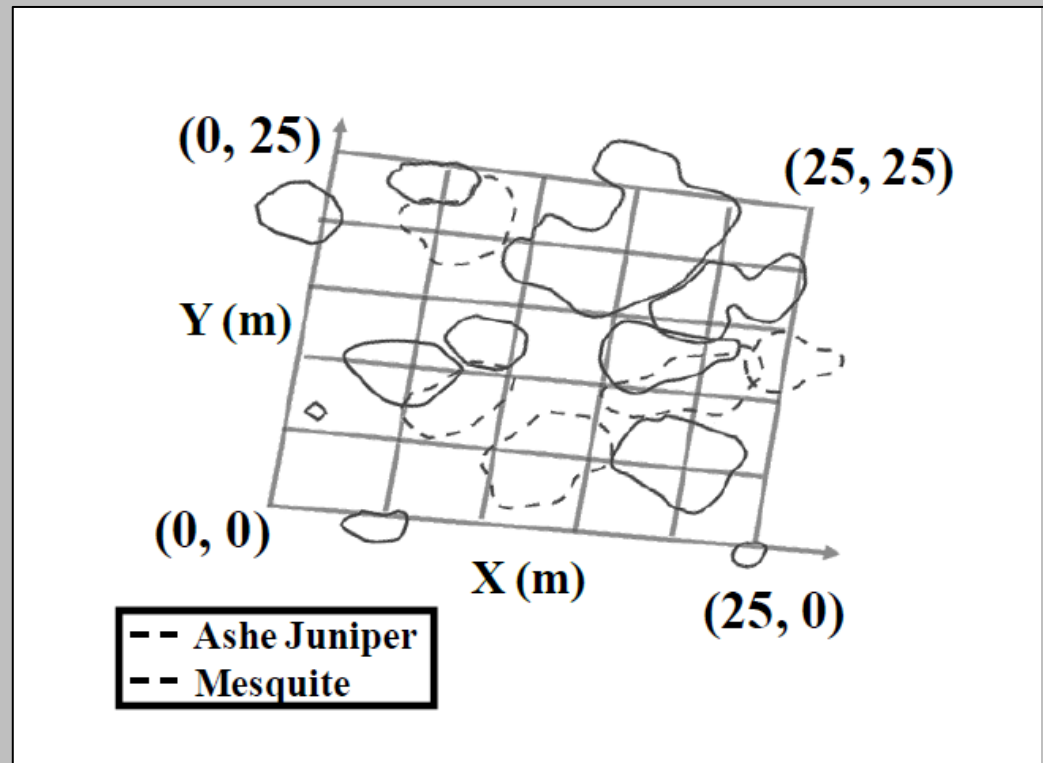 (0, 25)
(25, 25)
Y (m)
(0, 0)
X (m)
(25, 0)
-- Ashe Juniper
-- Mesquite